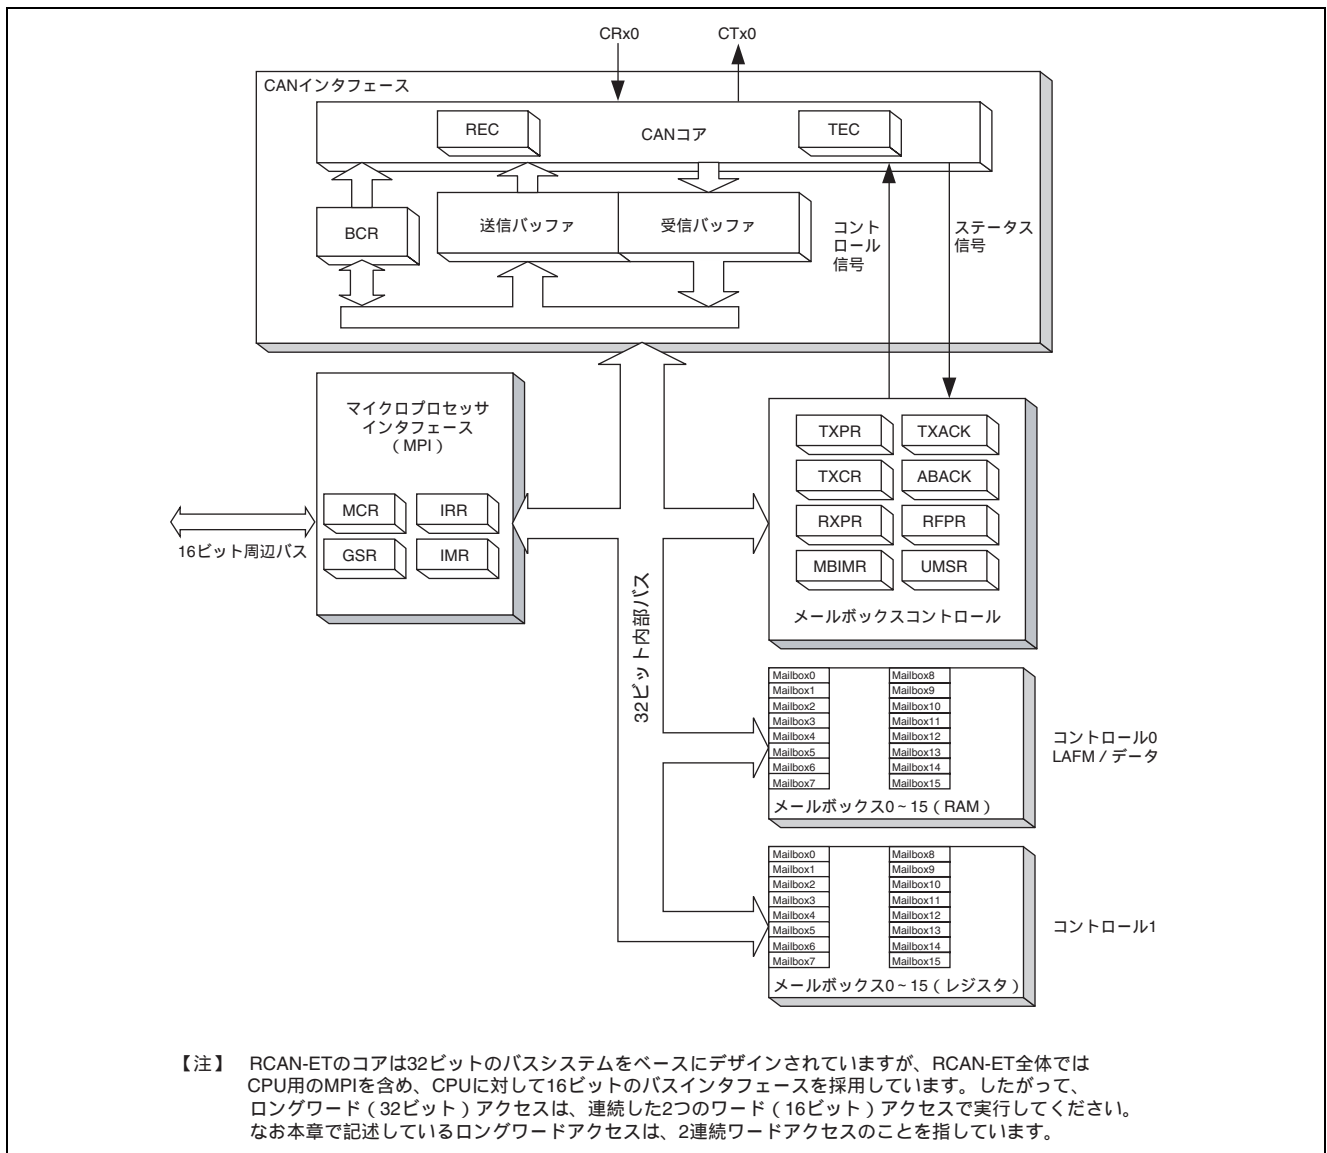 CRx0
CTx0
CANインタフェース
REC
CANコア
TEC
BCR
送信バッファ
受信バッファ
コント
ロール
信号
ステータス
信号
マイクロプロセッサ
インタフェース
（MPI）
MCR
IRR
GSR
IMR
16ビット周辺バス
32ビット内部バス
TXPR
TXACK
TXCR
ABACK
RXPR
RFPR
MBIMR
UMSR
メールボックスコントロール
Mailbox0
Mailbox1
Mailbox2
Mailbox3
Mailbox4
Mailbox5
Mailbox6
Mailbox7
Mailbox8
Mailbox9
Mailbox10
Mailbox11
Mailbox12
Mailbox13
Mailbox14
Mailbox15
メールボックス0~15（RAM）
コントロール0
LAFM / データ
Mailbox0
Mailbox1
Mailbox2
Mailbox3
Mailbox4
Mailbox5
Mailbox6
Mailbox7
Mailbox8
Mailbox9
Mailbox10
Mailbox11
Mailbox12
Mailbox13
Mailbox14
Mailbox15
メールボックス0~15（レジスタ）
コントロール1
【注】 RCAN-ETのコアは32ビットのバスシステムをベースにデザインされていますが、RCAN-ET全体では
CPU用のMPIを含め、CPUに対して16ビットのバスインタフェースを採用しています。したがって、
ロングワード（32ビット）アクセスは、連続した2つのワード（16ビット）アクセスで実行してください。
なお本章で記述しているロングワードアクセスは、2連続ワードアクセスのことを指しています。